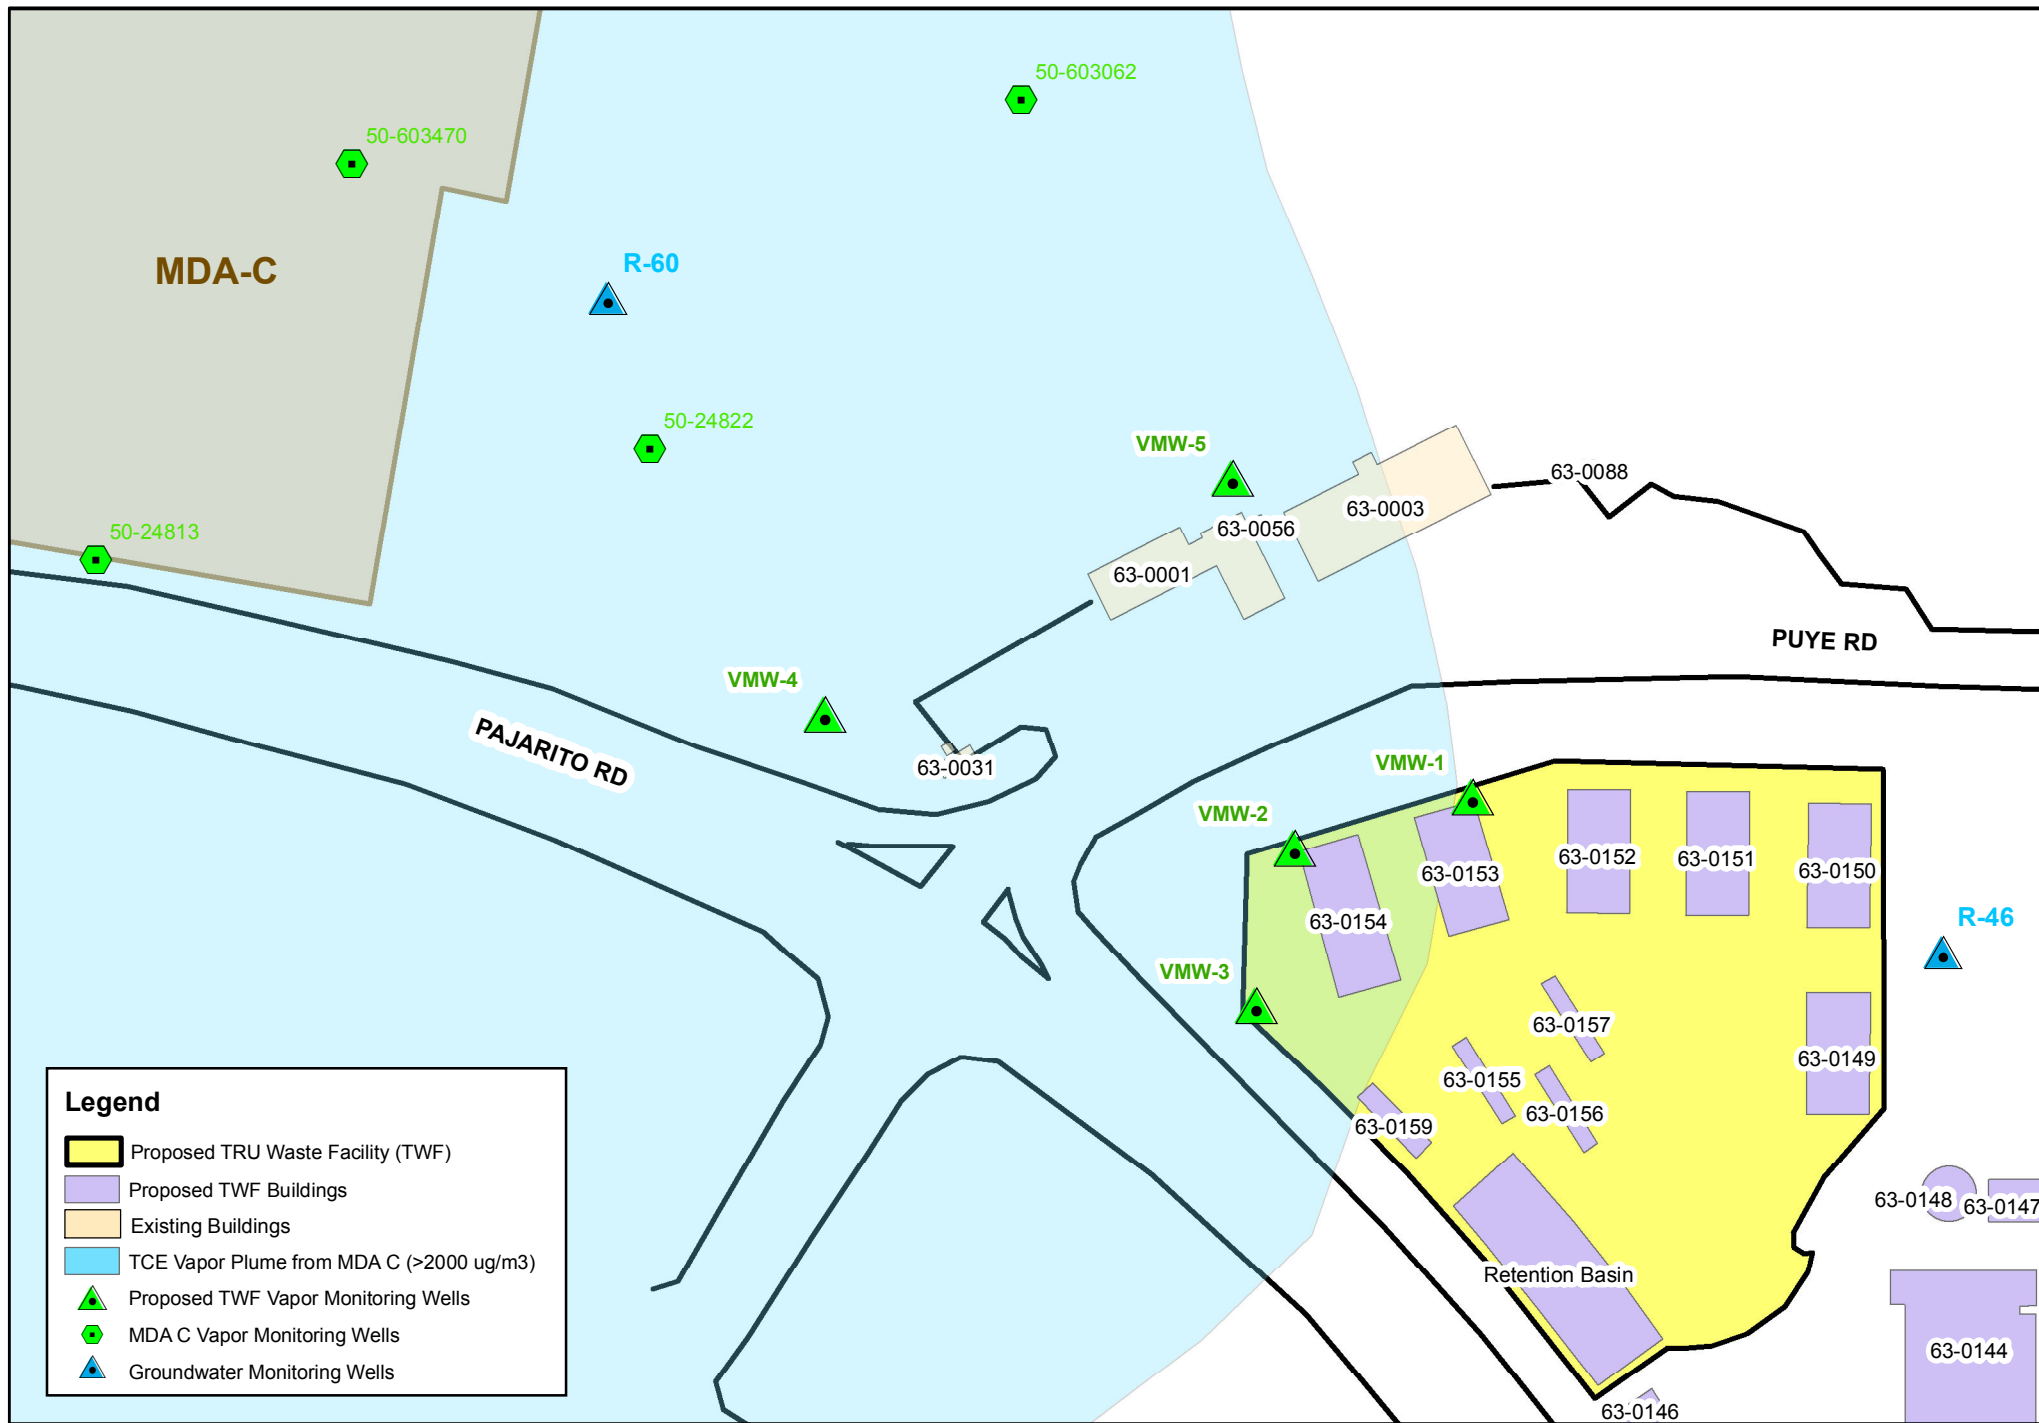 50-603062
50-603470
R-60
MDA-C
50-24822
VMW-5
63-0088
63-0003
50-24813
63-0056
63-0001
PUYE RD
VMW-4
PAJARITO RD
63-0031
VMW-1
VMW-2
63-0152
63-0151
63-0150
63-0153
63-0154
R-46
VMW-3
63-0157
63-0149
63-0155
63-0156
63-0159
63-0148
63-0147
Retention Basin
63-0144
63-0146
Legend
Proposed TRU Waste Facility (TWF)
Proposed TWF Buildings
Existing Buildings
TCE Vapor Plume from MDA C (>2000 ug/m3)
Proposed TWF Vapor Monitoring Wells
MDA C Vapor Monitoring Wells
Groundwater Monitoring Wells